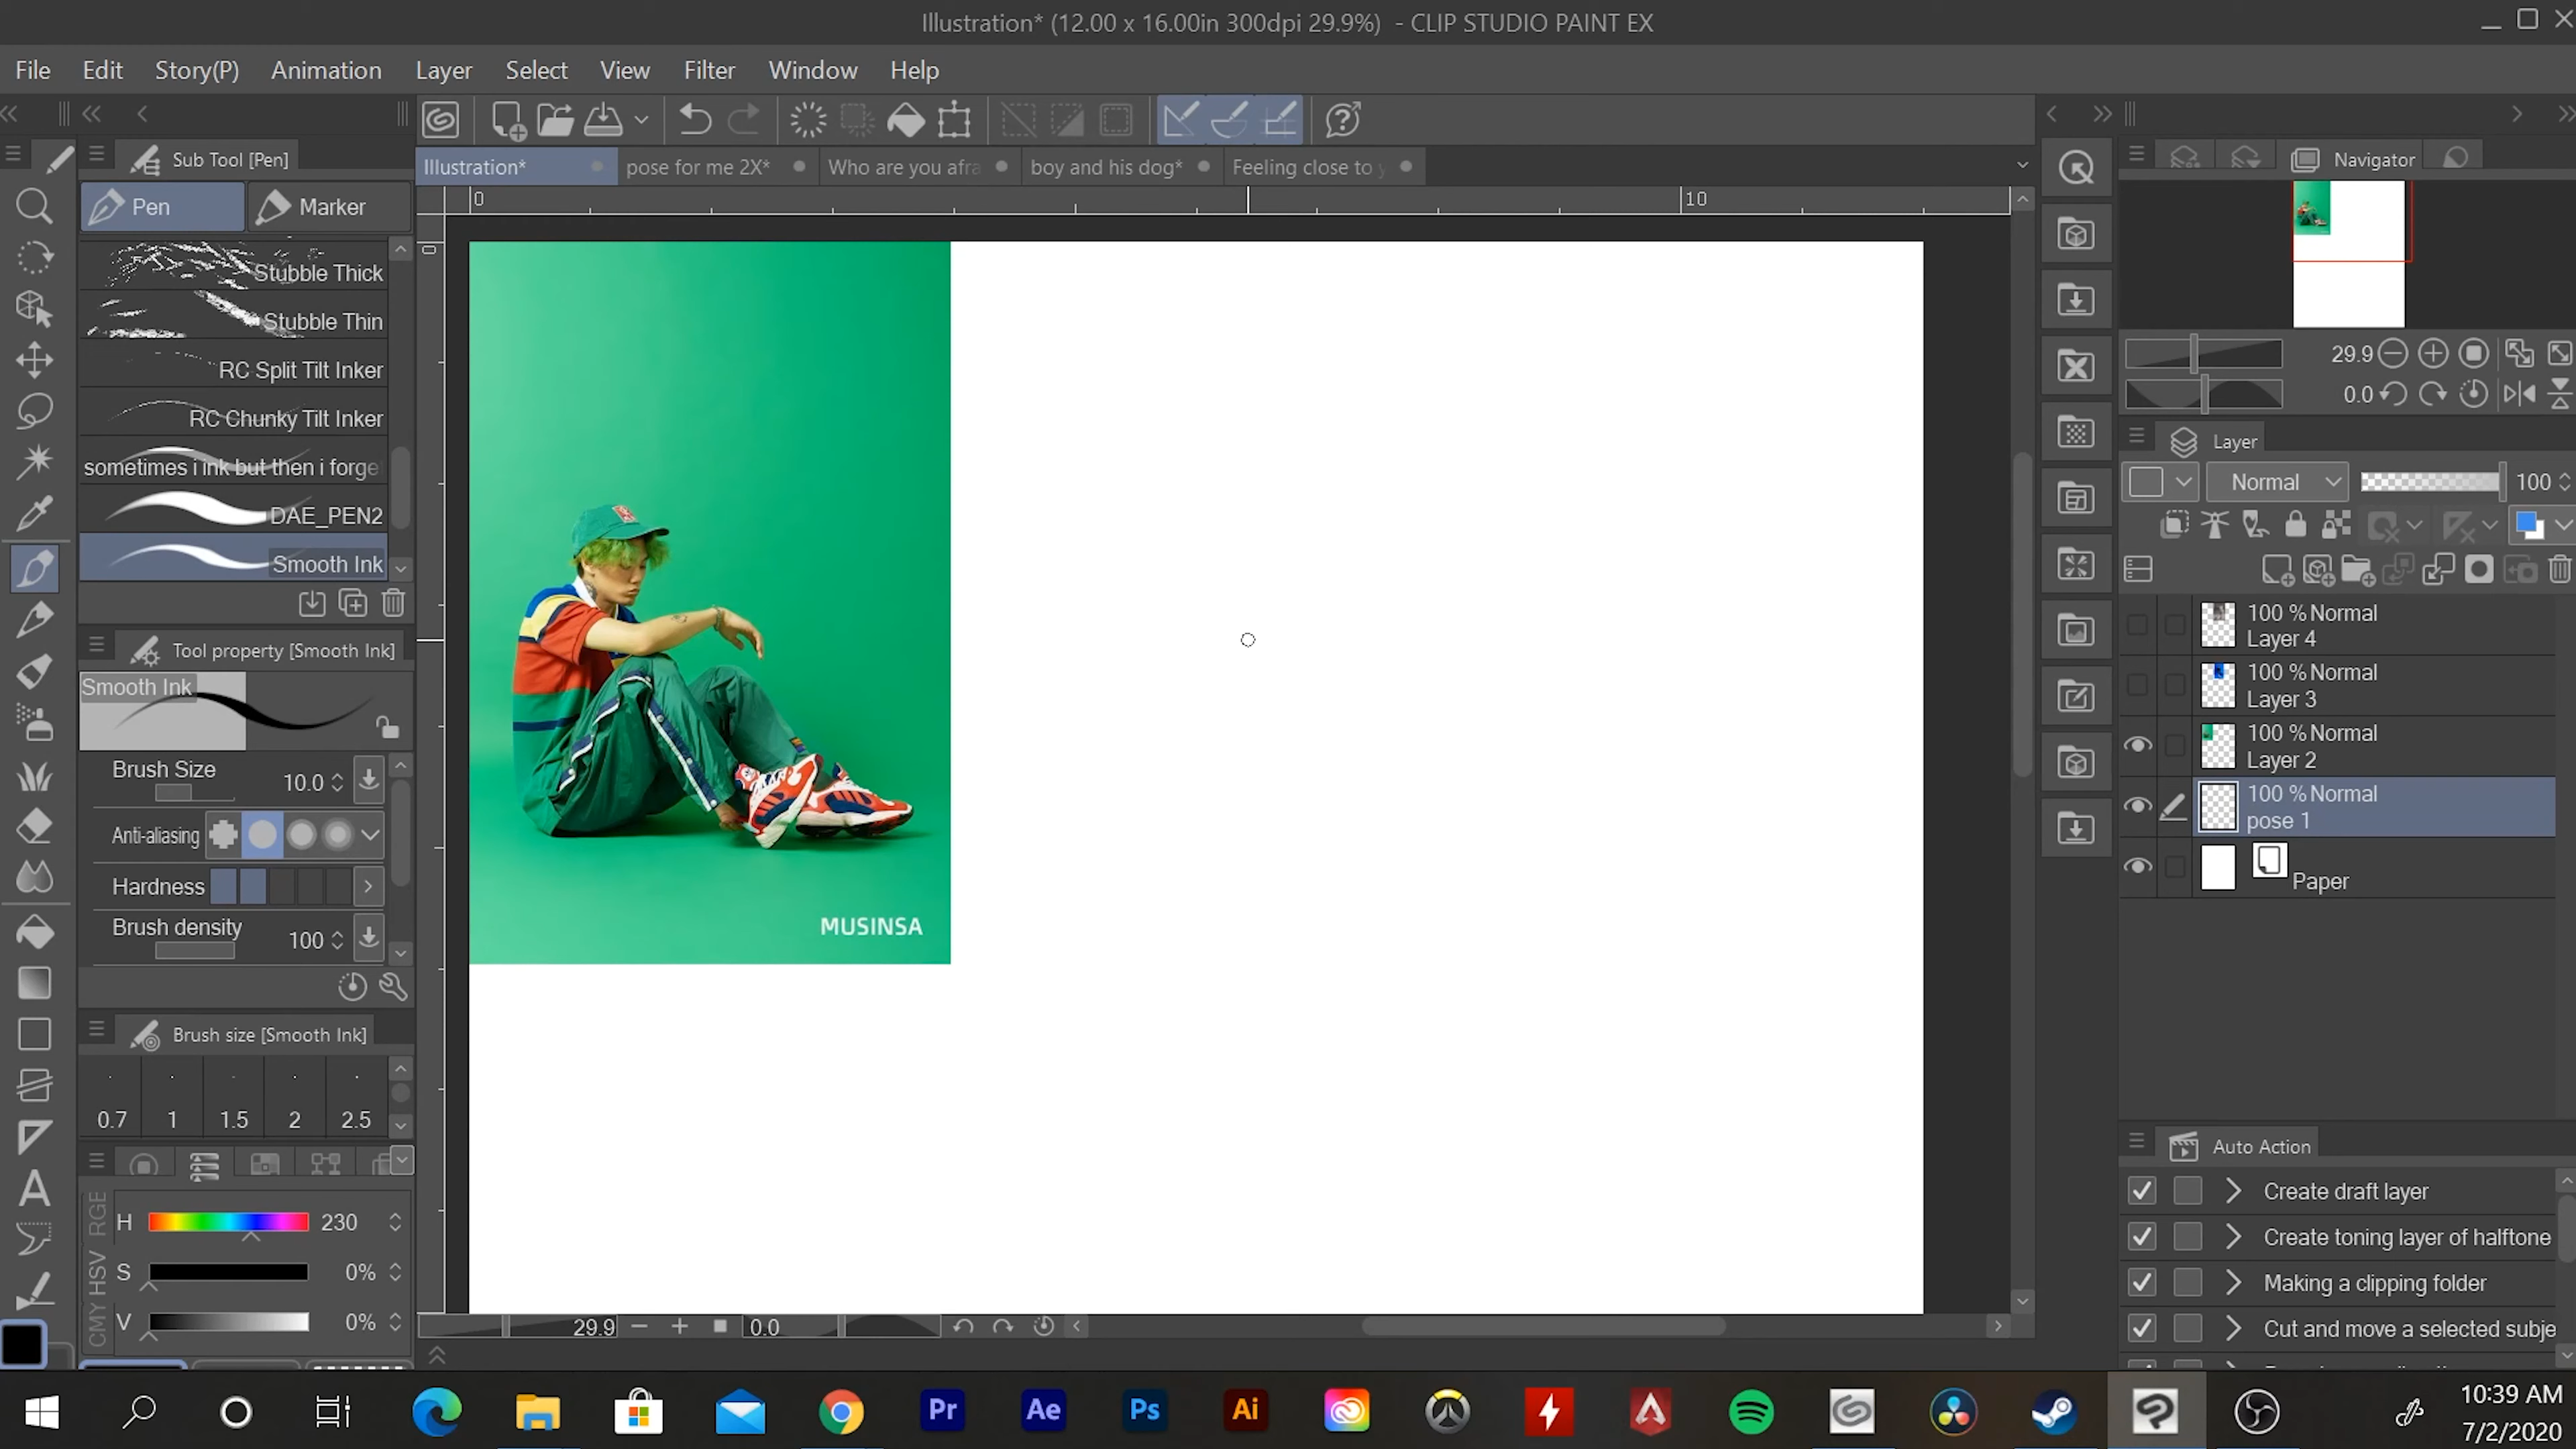 Illustration* (12.00 x 16.00in 300dpi 29.9%) - CLIP STUDIO PAINT EX
File Edit Story(P) Animation Layer Select View Filter Window Help
Sub Tool [Pen]
Pen Marker
Stubble Thick
Stubble Thin
RC Split Tilt Inker
RC Chunky Tilt Inker
sometimes i ink but then i forge
DAE_PEN2
Smooth Ink
Tool property [Smooth Ink]
Smooth Ink
Brush Size 10.0
Anti-aliasing
Hardness
Brush density 100
Brush size [Smooth Ink]
0.7 1 1.5 2 2.5
RGE
HSV
CMY
H 230
S 0%
V 0%
Illustration* pose for me 2X* Who are you afra boy and his dog* Feeling close to y
0 10
0
MUSINSA
29.9 0.0
Navigator
29.9
0.0
Layer
Normal 100
100 % Normal
Layer 4
100 % Normal
Layer 3
100 % Normal
Layer 2
100 % Normal
pose 1
Paper
Auto Action
Create draft layer
Create toning layer of halftone
Making a clipping folder
Cut and move a selected subje
Pr Ae Ps Ai
10:39 AM
7/2/2020